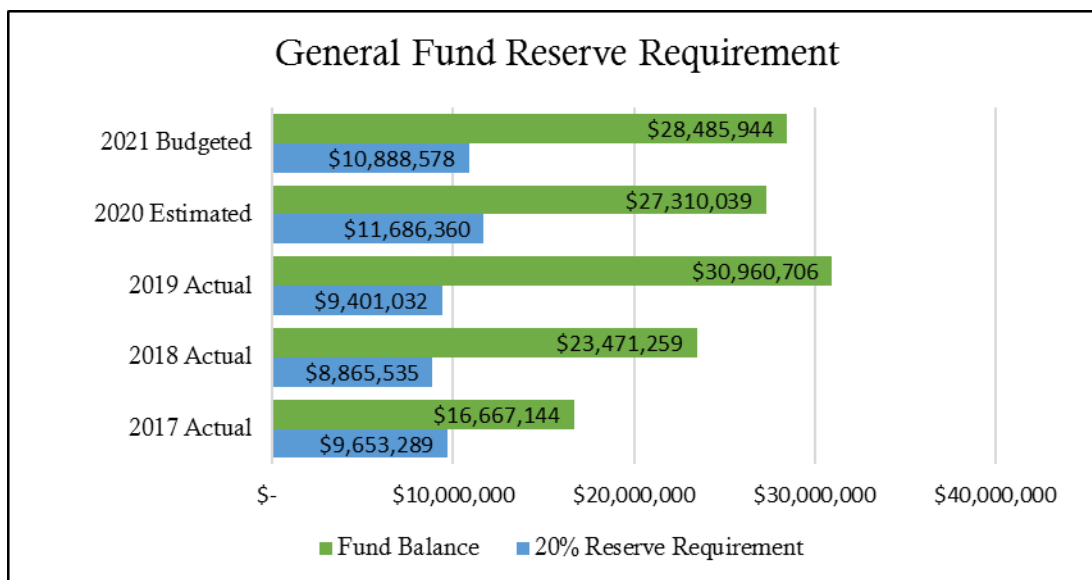 General Fund Reserve Requirement
2021 Budgeted
$28,485,944
$10,888,578
2020 Estimated
$27,310,039
$11,686,360
2019 Actual
$30,960,706
$9,401,032
2018 Actual
$23,471,259
$8,865,535
2017 Actual
$16,667,144
$9,653,289
$- $10,000,000 $20,000,000 $30,000,000 $40,000,000
Fund Balance 20% Reserve Requirement